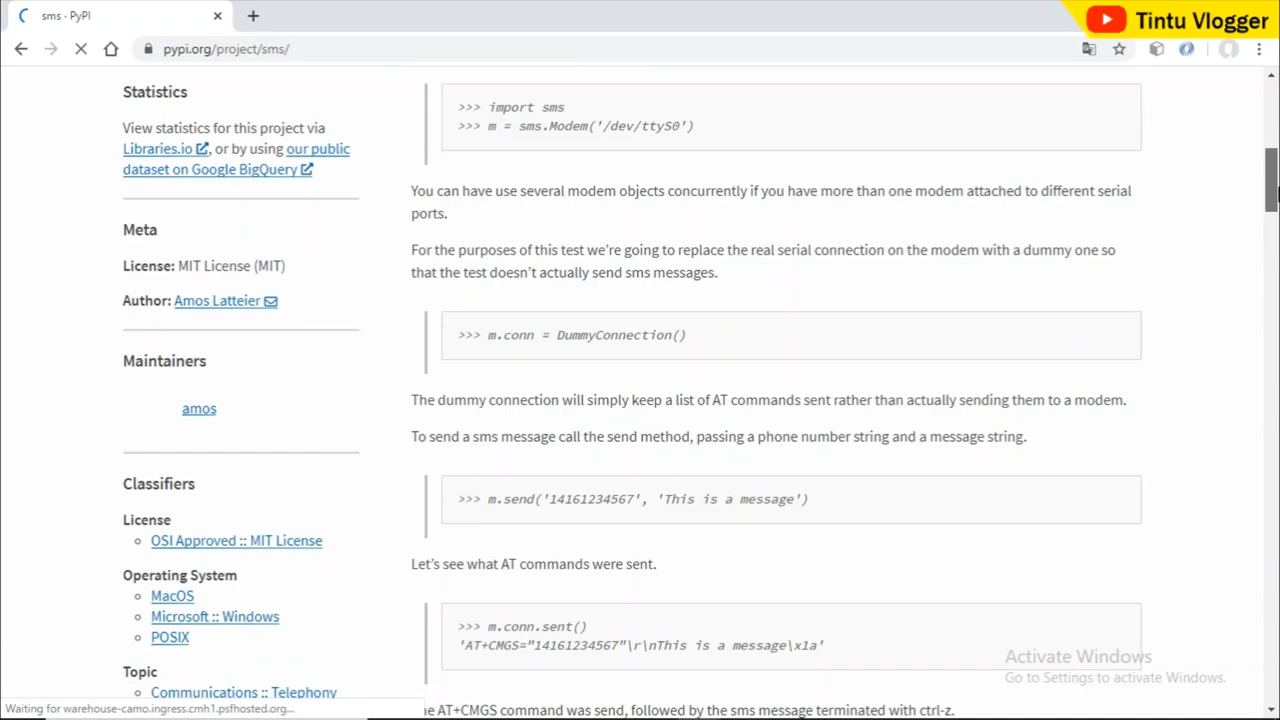 sms · PyPI
Tintu Vlogger
pypi.org/project/sms/
Statistics
View statistics for this project via
Libraries.io, or by using our public
dataset on Google BigQuery
Meta
License: MIT License (MIT)
Author: Amos Latteier
Maintainers
amos
Classifiers
License
OSI Approved :: MIT License
Operating System
MacOS
Microsoft :: Windows
POSIX
Topic
Communications :: Telephony
>>> import sms
>>> m = sms.Modem('/dev/ttyS0')
You can have use several modem objects concurrently if you have more than one modem attached to different serial
ports.
For the purposes of this test we’re going to replace the real serial connection on the modem with a dummy one so
that the test doesn’t actually send sms messages.
>>> m.conn = DummyConnection()
The dummy connection will simply keep a list of AT commands sent rather than actually sending them to a modem.
To send a sms message call the send method, passing a phone number string and a message string.
>>> m.send('14161234567', 'This is a message')
Let’s see what AT commands were sent.
>>> m.conn.sent()
'AT+CMGS="14161234567"\r\nThis is a message\x1a'
AT+CMGS command was send, followed by the sms message terminated with ctrl-z.
Activate Windows
Go to Settings to activate Windows.
Waiting for warehouse-camo.ingress.cmh1.psfhosted.org...